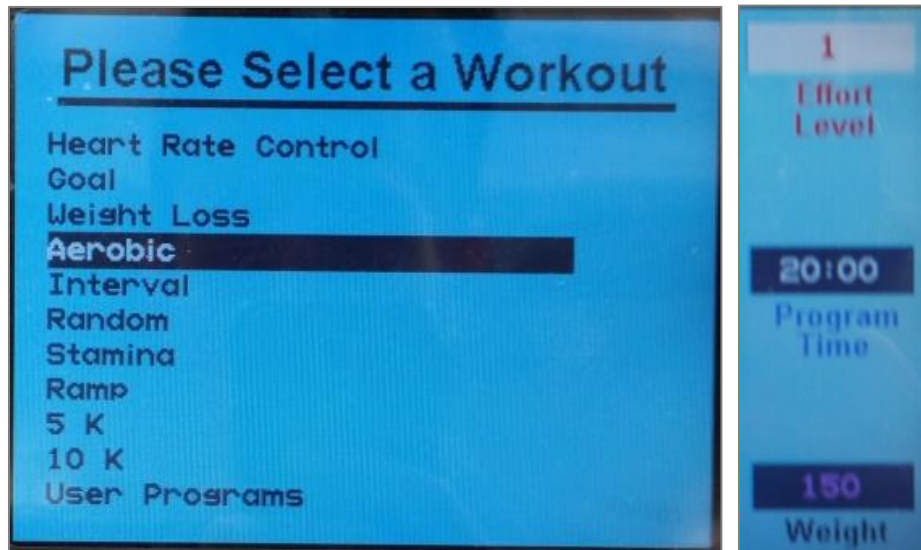 Please Select a Workout
Heart Rate Control
Goal
Weight Loss
Aerobic
Interval
Random
Stamina
Ramp
5 K
10 K
User Programs
1
Effort
Level
20:00
Program
Time
150
Weight